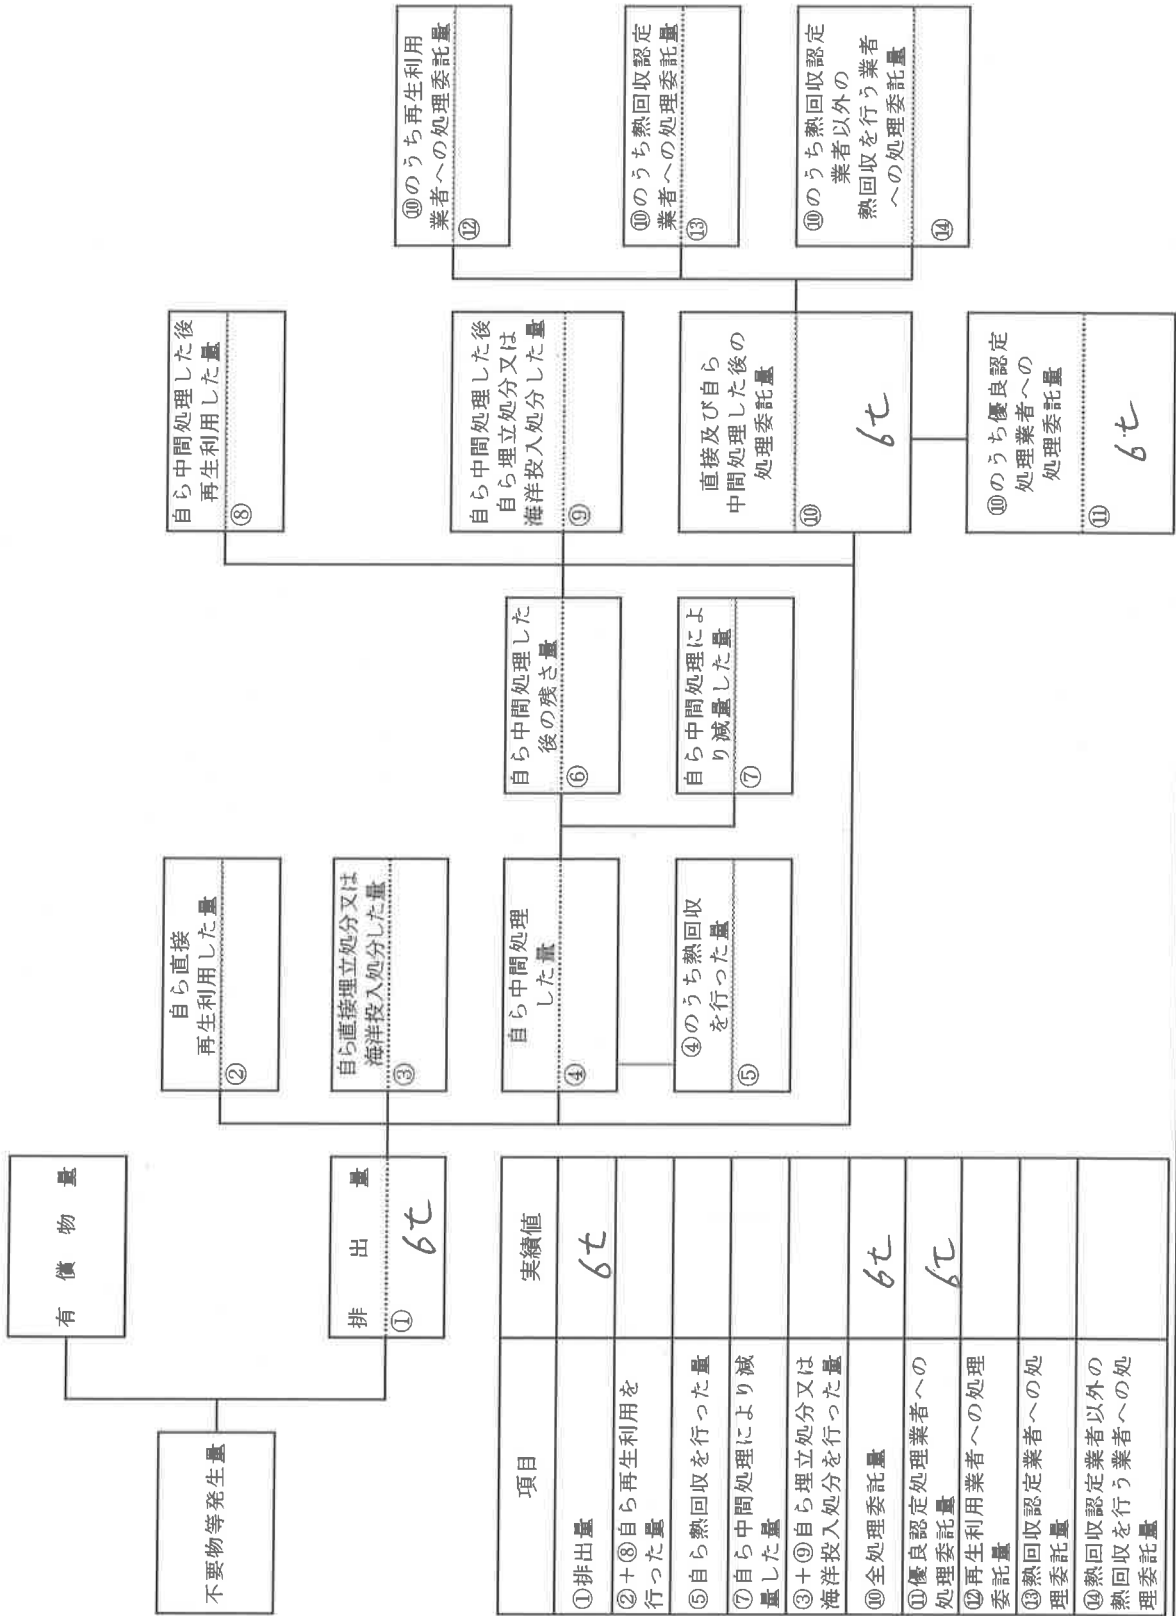 不要物等発生量
有償物量
排出量
①
6t
自ら直接
再生利用した量
②
自ら直接埋立処分又は
海洋投入処分した量
③
自ら中間処理
した量
④
④のうち熱回収
を行った量
⑤
自ら中間処理した
後の残さ量
⑥
自ら中間処理によ
り減量した量
⑦
自ら中間処理した後
再生利用した量
⑧
自ら中間処理した後
自ら埋立処分又は
海洋投入処分した量
⑨
直接及び自ら
中間処理した後の
処理委託量
⑩
6t
⑩のうち優良認定
処理業者への
処理委託量
⑪
6t
⑩のうち再生利用
業者への処理委託量
⑫
⑩のうち熱回収認定
業者への処理委託量
⑬
⑩のうち熱回収認定
業者以外の
熱回収を行う業者
への処理委託量
⑭
項目 実績値
①排出量 6t
②+⑧自ら再生利用を
行った量
⑤自ら熱回収を行った量
⑦自ら中間処理により減
量した量
③+⑨自ら埋立処分又は
海洋投入処分を行った量
⑩全処理委託量 6t
⑪優良認定処理業者への
処理委託量 6t
⑫再生利用業者への処理
委託量
⑬熱回収認定業者への処
理委託量
⑭熱回収認定業者以外の
熱回収を行う業者への処
理委託量